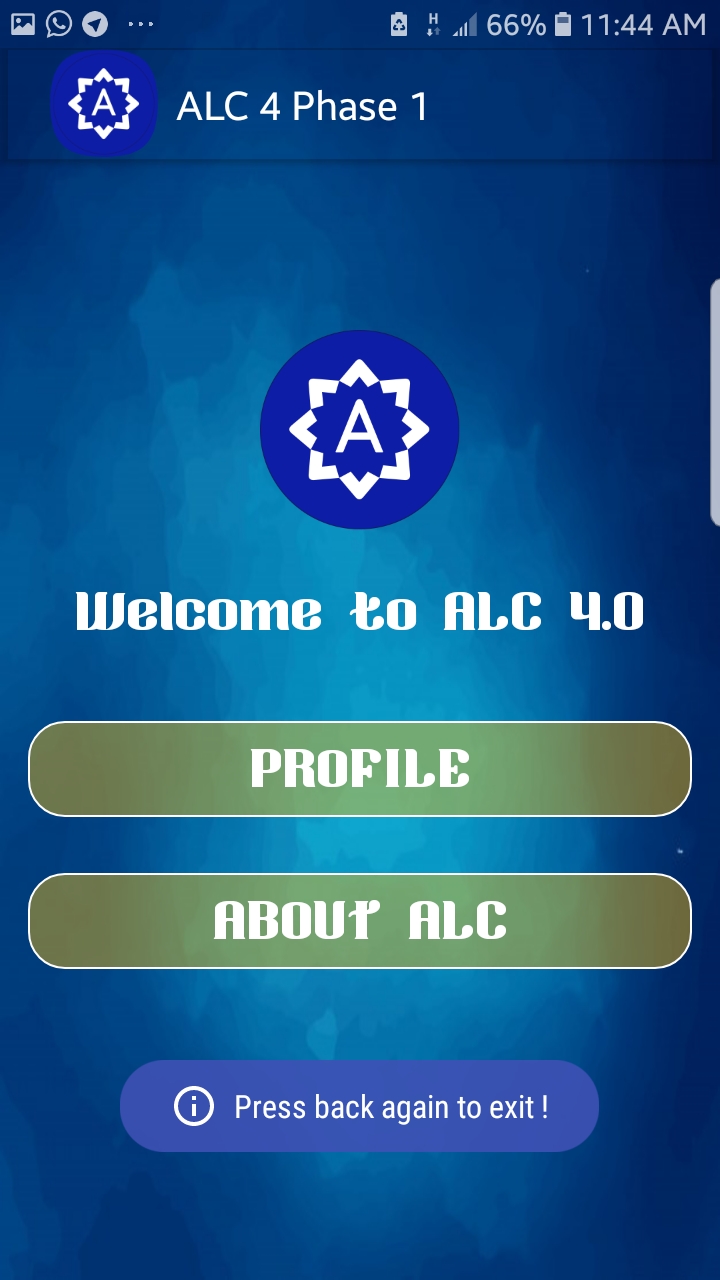 H 66% 11:44 AM
A ALC 4 Phase 1
A
Welcome to ALC 4.0
PROFILE
ABOUT ALC
Press back again to exit !